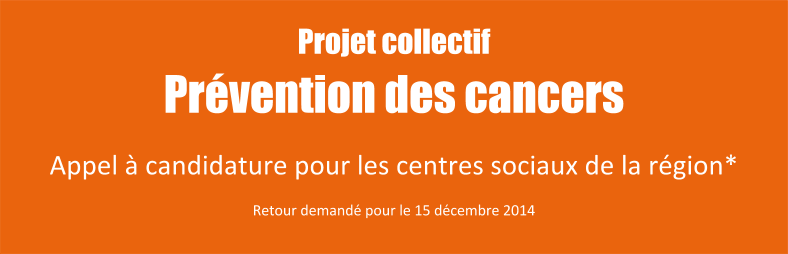 Projet collectif
Prévention des cancers
Appel à candidature pour les centres sociaux de la région*
Retour demandé pour le 15 décembre 2014